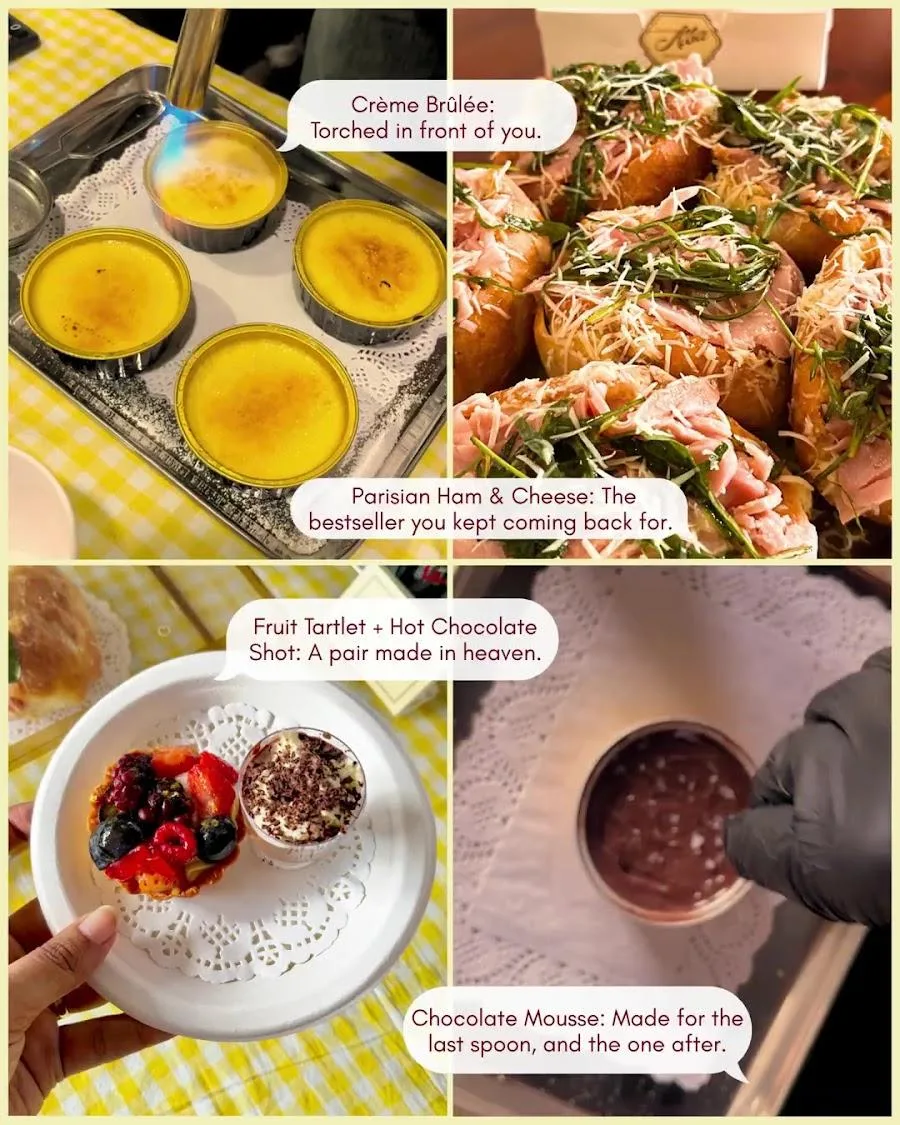 Crème Brûlée:
Torched in front of you.
Parisian Ham & Cheese: The
bestseller you kept coming back for.
Fruit Tartlet + Hot Chocolate
Shot: A pair made in heaven.
Chocolate Mousse: Made for the
last spoon, and the one after.